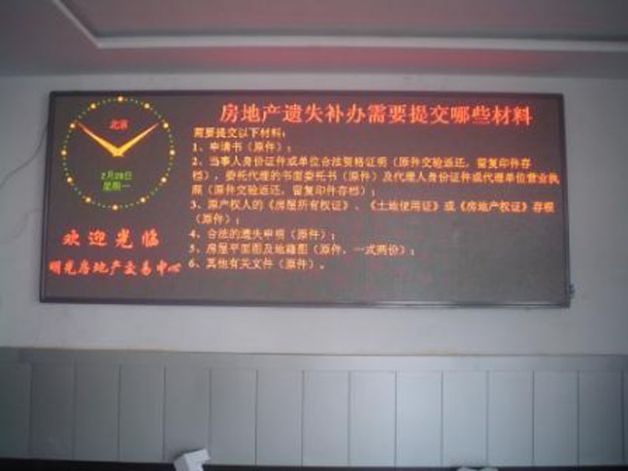 北京
2月28日
星期一
欢迎光临
明光房地产交易中心
房地产遗失补办需要提交哪些材料
需要提交以下材料：
1、申请书（原件）；
2、当事人身份证件或单位合法资格证明（原件交验返还，留复印件存
档），委托代理的书面委托书（原件）及代理人身份证件或代理单位营业执
照（原件交验返还，留复印件存档）；
3、原产权人的《房屋所有权证》、《土地使用证》或《房地产权证》存根
（原件）；
4、合法的遗失申明（原件）；
5、房屋平面图及地籍图（原件，一式两份）；
6、其他有关文件（原件）。